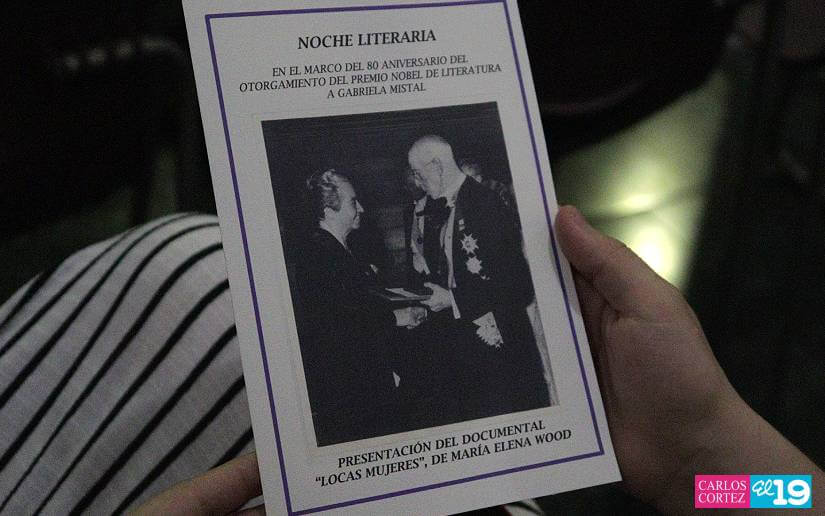 NOCHE LITERARIA
EN EL MARCO DEL 80 ANIVERSARIO DEL
OTORGAMIENTO DEL PREMIO NOBEL DE LITERATURA
A GABRIELA MISTAL
PRESENTACIÓN DEL DOCUMENTAL
"LOCAS MUJERES", DE MARÍA ELENA WOOD
CARLOS
CORTEZ
El 19